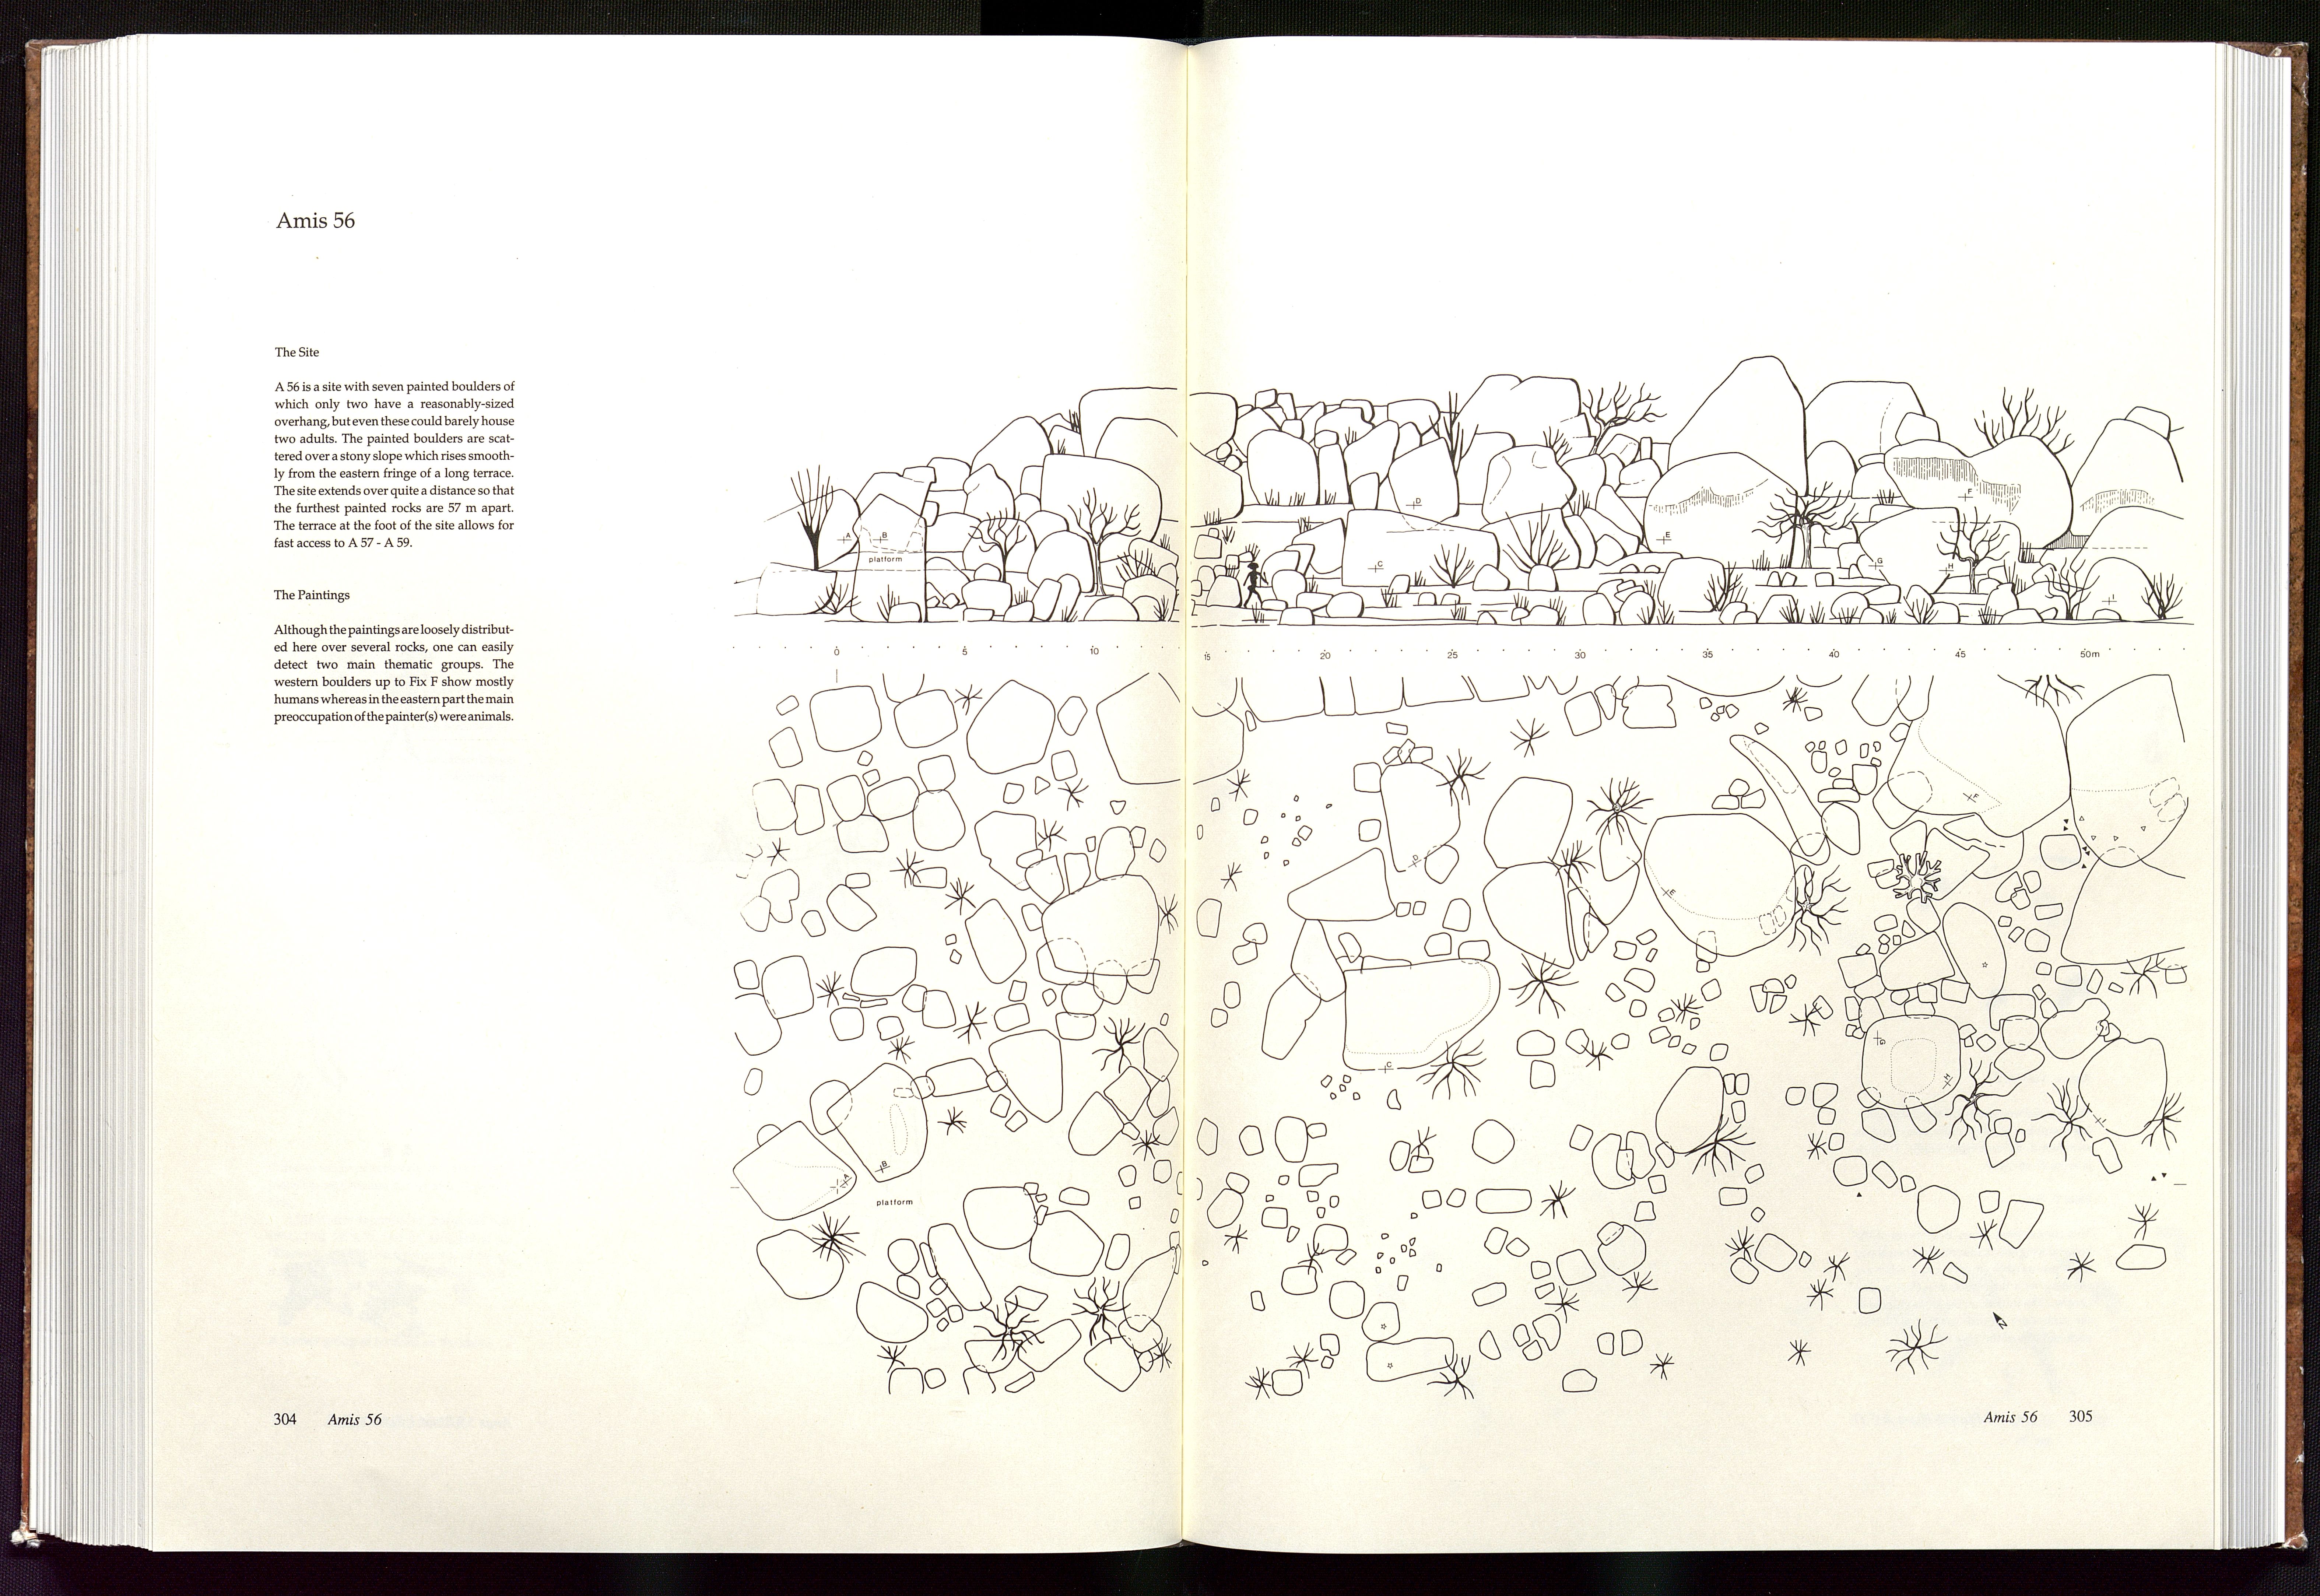 Amis 56
The Site
A 56 is a site with seven painted boulders of
which only two have a reasonably-sized
overhang, but even these could barely house
two adults. The painted boulders are scat-
tered over a stony slope which rises smooth-
ly from the eastern fringe of a long terrace.
The site extends over quite a distance so that
the furthest painted rocks are 57 m apart.
The terrace at the foot of the site allows for
fast access to A 57 - A 59.
The Paintings
Although the paintings are loosely distribut-
ed here over several rocks, one can easily
detect two main thematic groups. The
western boulders up to Fix F show mostly
humans whereas in the eastern part the main
preoccupation of the painter(s) were animals.
A B
platform
C
D
E
F
G
H
I
0 5 10 15 20 25 30 35 40 45 50m
F
D
E
C
G
H
I
B
A
platform
N
304 Amis 56
Amis 56 305